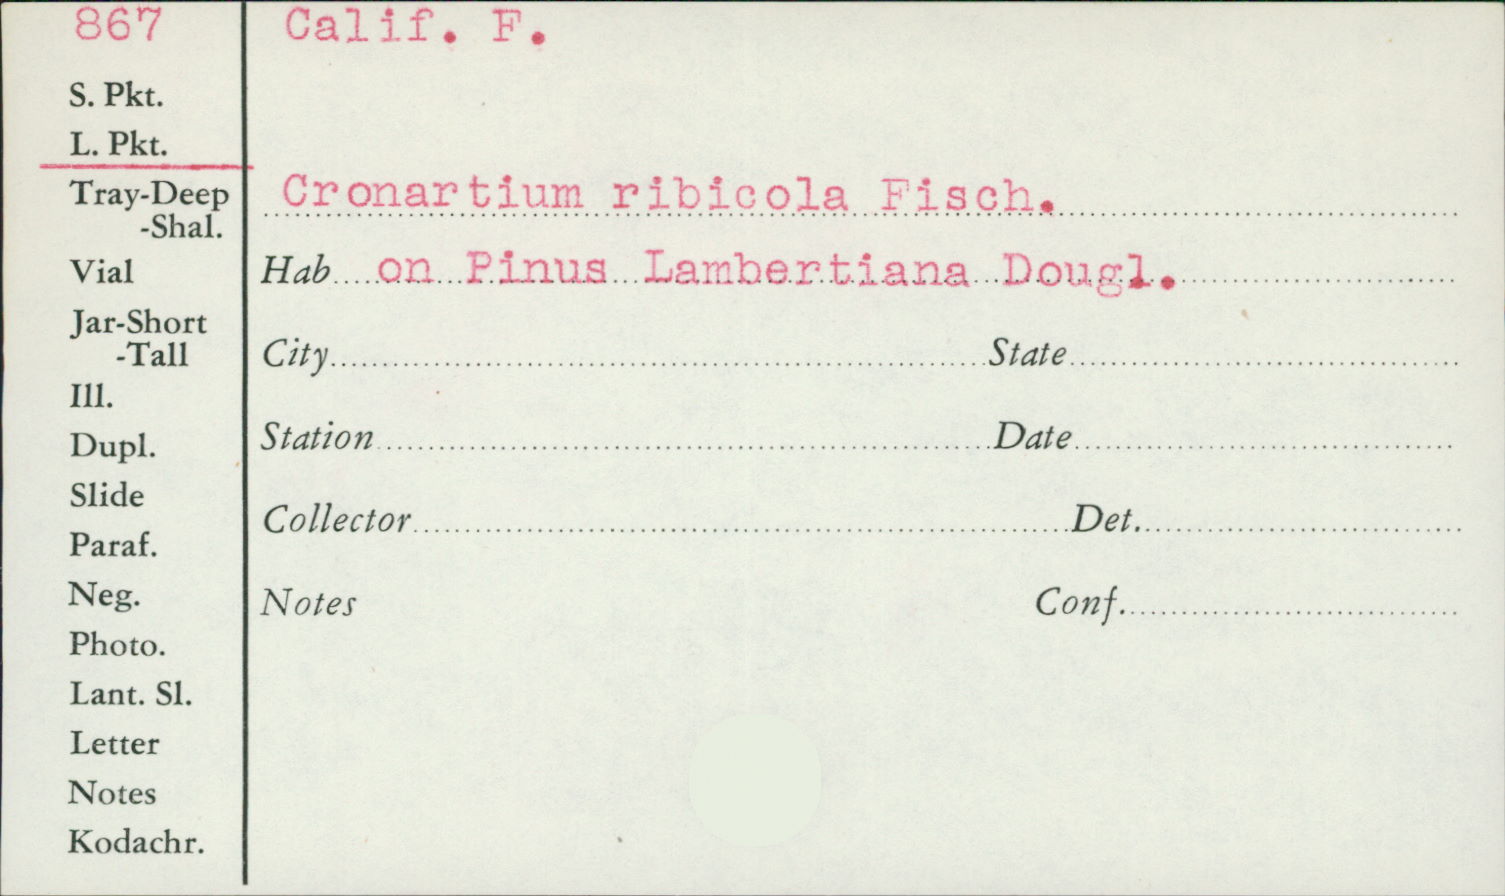 867
Calif. F.
S. Pkt.
L. Pkt.
Tray-Deep
-Shal.
Vial
Jar-Short
-Tall
Ill.
Dupl.
Slide
Paraf.
Neg.
Photo.
Lant. Sl.
Letter
Notes
Kodachr.
Cronartium ribicola Fisch.
Hab on Pinus Lambertiana Dougl.
City State
Station Date
Collector Det.
Notes Conf.